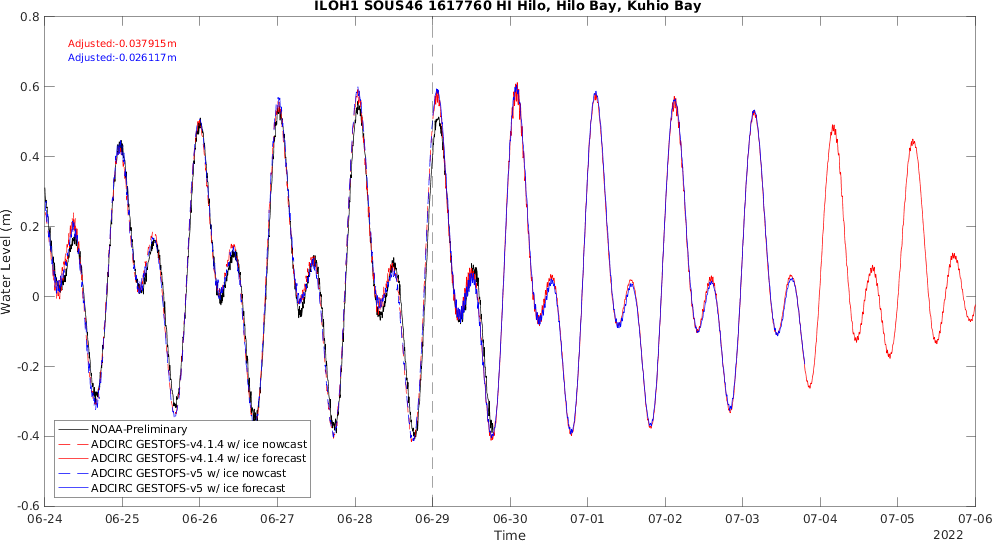 ILOH1 SOUS46 1617760 HI Hilo, Hilo Bay, Kuhio Bay
0.8
Adjusted:-0.037915m
Adjusted:-0.026117m
0.6
0.4
0.2
0
-0.2
-0.4
-0.6
Water Level (m)
NOAA-Preliminary
ADCIRC GESTOFS-v4.1.4 w/ ice nowcast
ADCIRC GESTOFS-v4.1.4 w/ ice forecast
ADCIRC GESTOFS-v5 w/ ice nowcast
ADCIRC GESTOFS-v5 w/ ice forecast
06-24 06-25 06-26 06-27 06-28 06-29 06-30 07-01 07-02 07-03 07-04 07-05 07-06
Time
2022